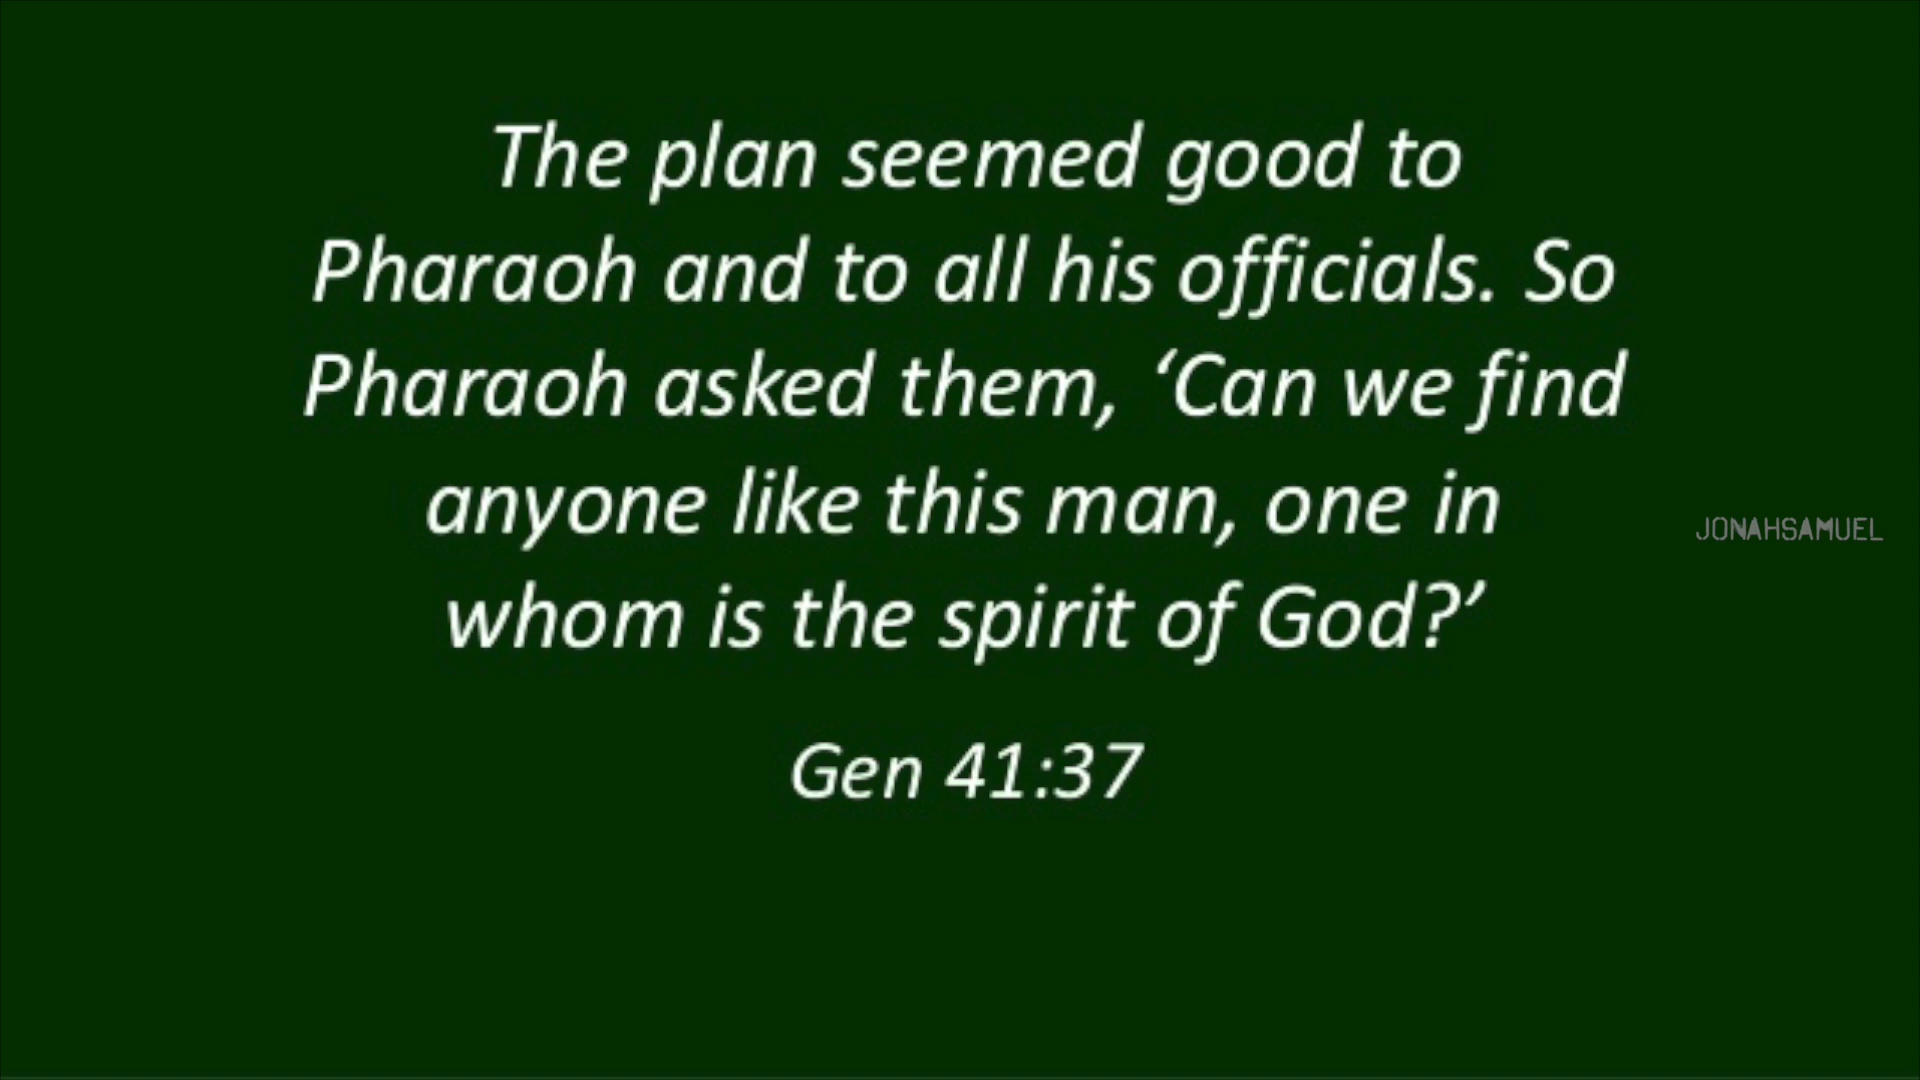 The plan seemed good to
Pharaoh and to all his officials. So
Pharaoh asked them, ‘Can we find
anyone like this man, one in
whom is the spirit of God?’
Gen 41:37
JONAHSAMUEL